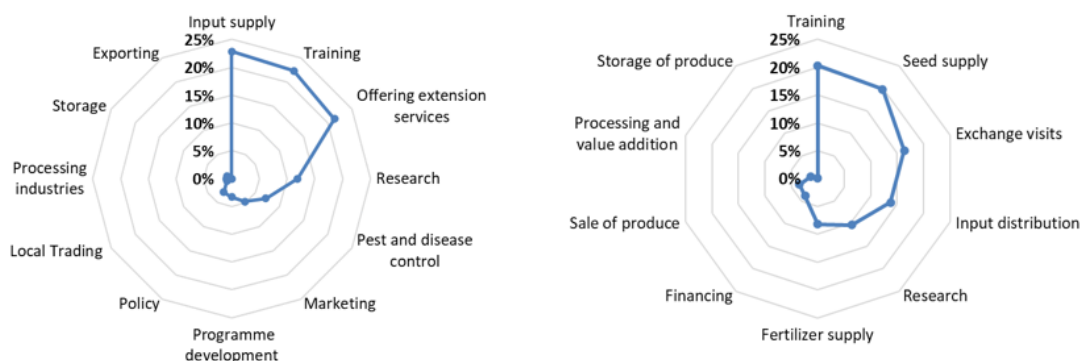 Input supply
25%
20%
15%
10%
5%
0%
Training
Offering extension
services
Research
Pest and disease
control
Marketing
Programme
development
Policy
Local Trading
Processing
industries
Storage
Exporting
Training
25%
20%
15%
10%
5%
0%
Seed supply
Exchange visits
Input distribution
Research
Fertilizer supply
Financing
Sale of produce
Processing and
value addition
Storage of produce